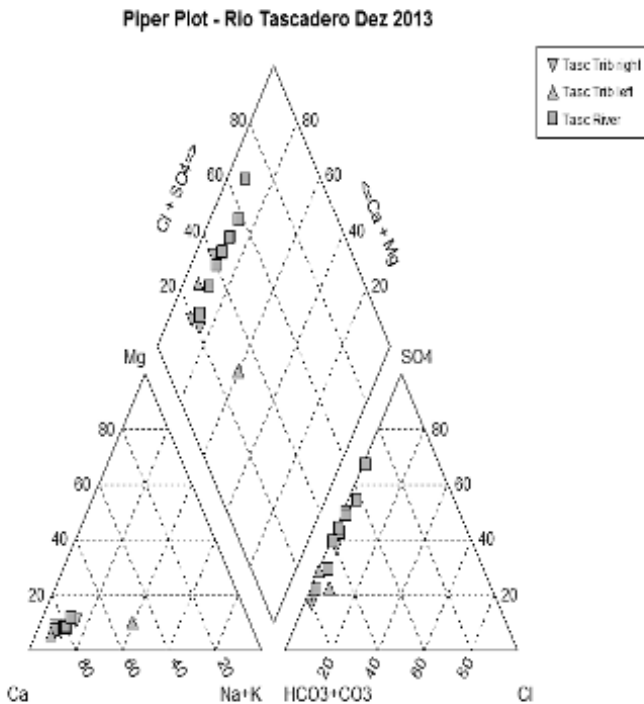 Piper Plot - Rio Tascadero Dez 2013
Tasc Trib right
Tasc Trib left
Tasc River
80
80
60
60
Cl + SO4=>
<=Ca + Mg
40
40
20
20
Mg
SO4
80
80
60
60
40
40
20
20
80
60
40
20
20
40
60
80
Ca
Na+K
HCO3+CO3
Cl